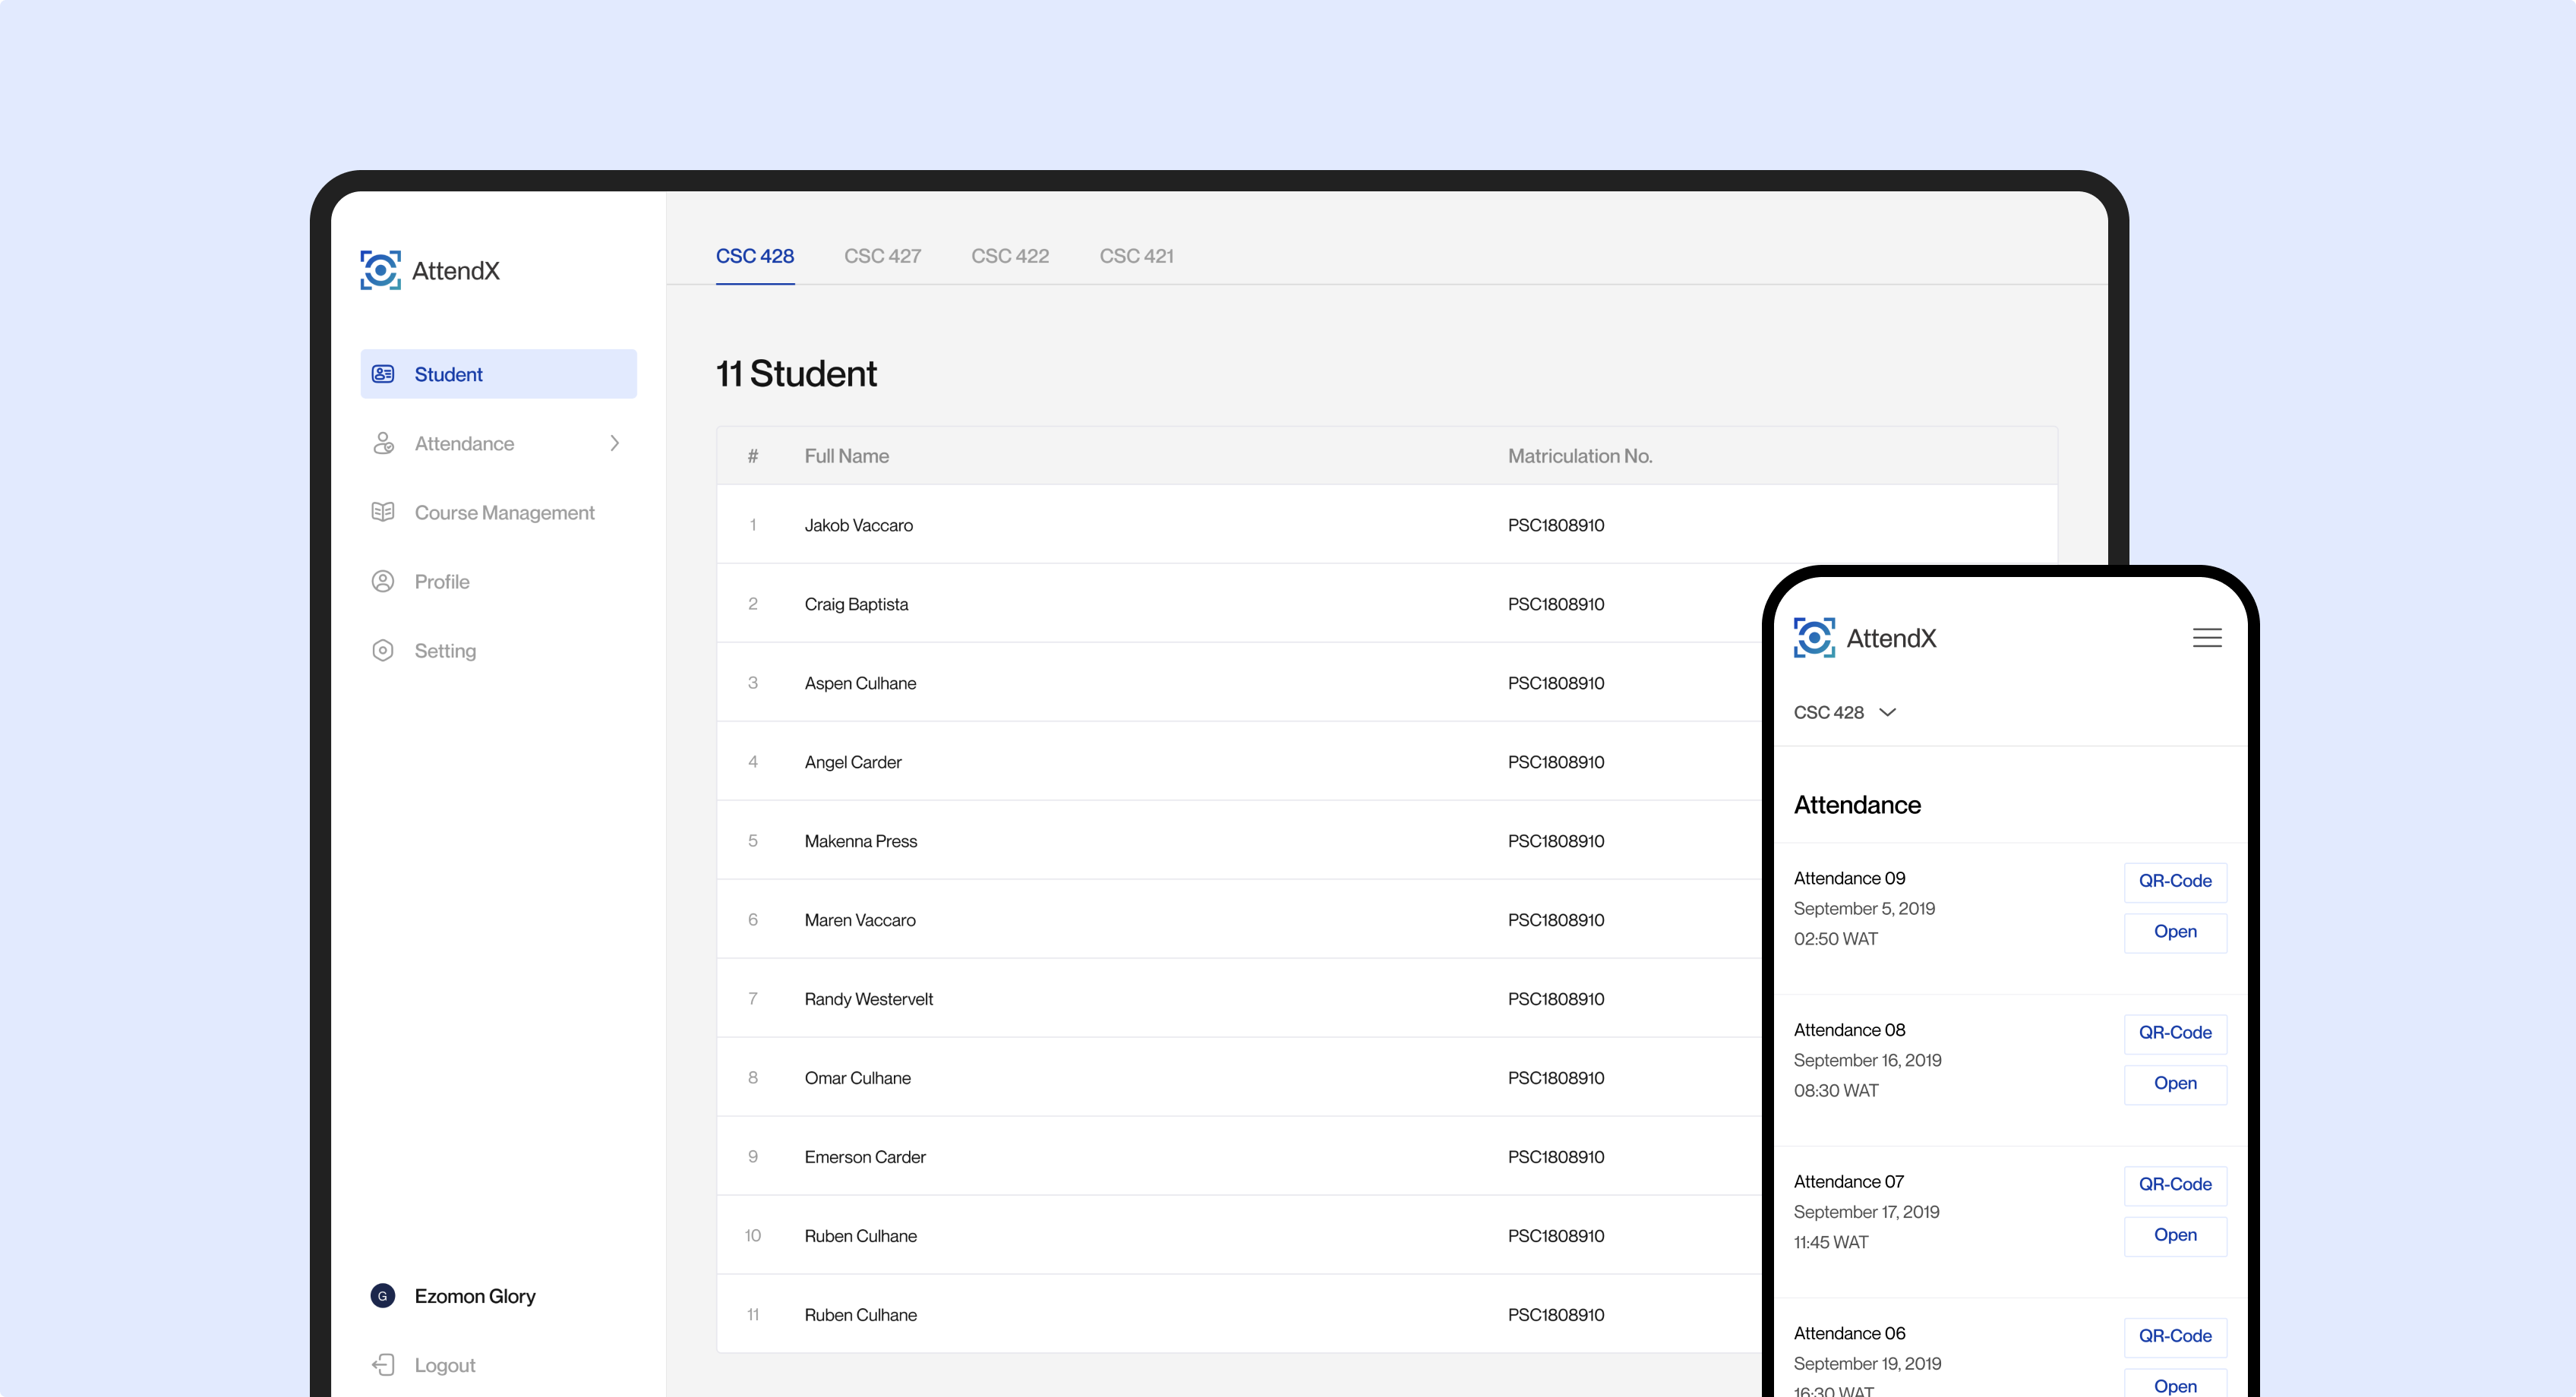 AttendX
Student
Attendance
Course Management
Profile
Setting
G Ezomon Glory
Logout
CSC 428 CSC 427 CSC 422 CSC 421
11 Student
# Full Name Matriculation No.
1 Jakob Vaccaro PSC1808910
2 Craig Baptista PSC1808910
3 Aspen Culhane PSC1808910
4 Angel Carder PSC1808910
5 Makenna Press PSC1808910
6 Maren Vaccaro PSC1808910
7 Randy Westervelt PSC1808910
8 Omar Culhane PSC1808910
9 Emerson Carder PSC1808910
10 Ruben Culhane PSC1808910
11 Ruben Culhane PSC1808910
AttendX
CSC 428
Attendance
Attendance 09
September 5, 2019
02:50 WAT
QR-Code
Open
Attendance 08
September 16, 2019
08:30 WAT
QR-Code
Open
Attendance 07
September 17, 2019
11:45 WAT
QR-Code
Open
Attendance 06
September 19, 2019
16:30 WAT
QR-Code
Open